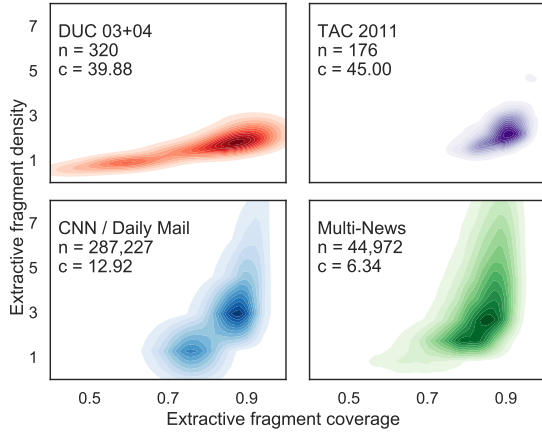 DUC 03+04
n = 320
c = 39.88
TAC 2011
n = 176
c = 45.00
7
5
3
1
CNN / Daily Mail
n = 287,227
c = 12.92
Multi-News
n = 44,972
c = 6.34
7
5
3
1
Extractive fragment density
0.5 0.7 0.9
0.5 0.7 0.9
Extractive fragment coverage